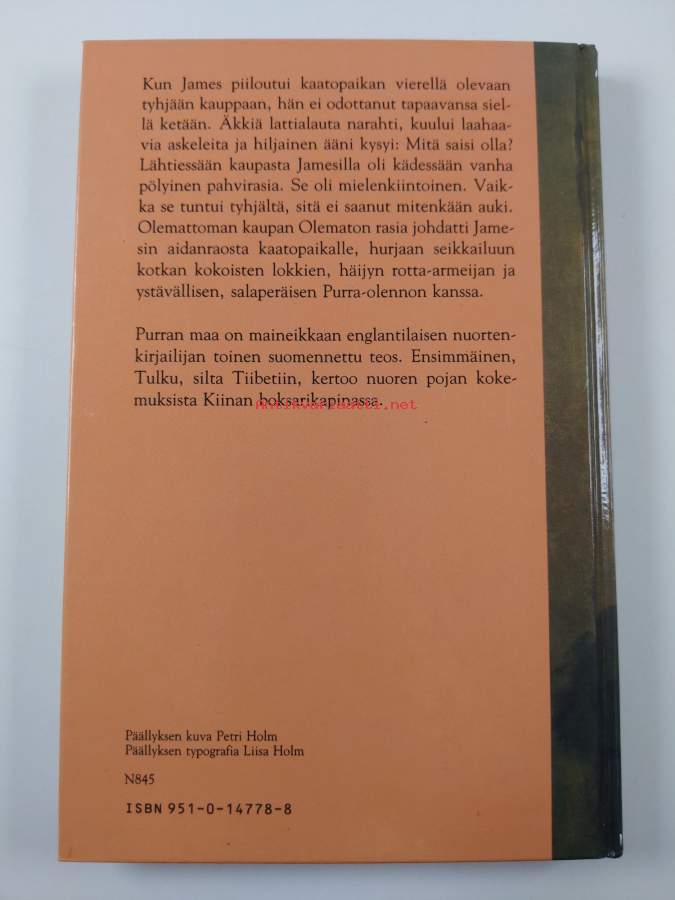 Kun James piiloutui kaatopaikan vierellä olevaan
tyhjään kauppaan, hän ei odottanut tapaavansa siel-
lä ketään. Äkkiä lattialauta narahti, kuului laahaa-
via askeleita ja hiljainen ääni kysyi: Mitä saisi olla?
Lähtiessään kaupasta Jamesilla oli kädessään vanha
pölyinen pahvirasia. Se oli mielenkiintoinen. Vaik-
ka se tuntui tyhjältä, sitä ei saanut mitenkään auki.
Olemattoman kaupan Olematon rasia johdatti Jame-
sin aidanraosta kaatopaikalle, hurjaan seikkailuun
kotkan kokoisten lokkien, häijyn rotta-armeijan ja
ystävällisen, salaperäisen Purra-olennon kanssa.
Purran maa on maineikkaan englantilaisen nuorten-
kirjailijan toinen suomennettu teos. Ensimmäinen,
Tulku, silta Tiibetiin, kertoo nuoren pojan koke-
muksista Kiinan boksarikapinassa.
Antikvariaatti.net
Päällyksen kuva Petri Holm
Päällyksen typografia Liisa Holm
N845
ISBN 951-0-14778-8